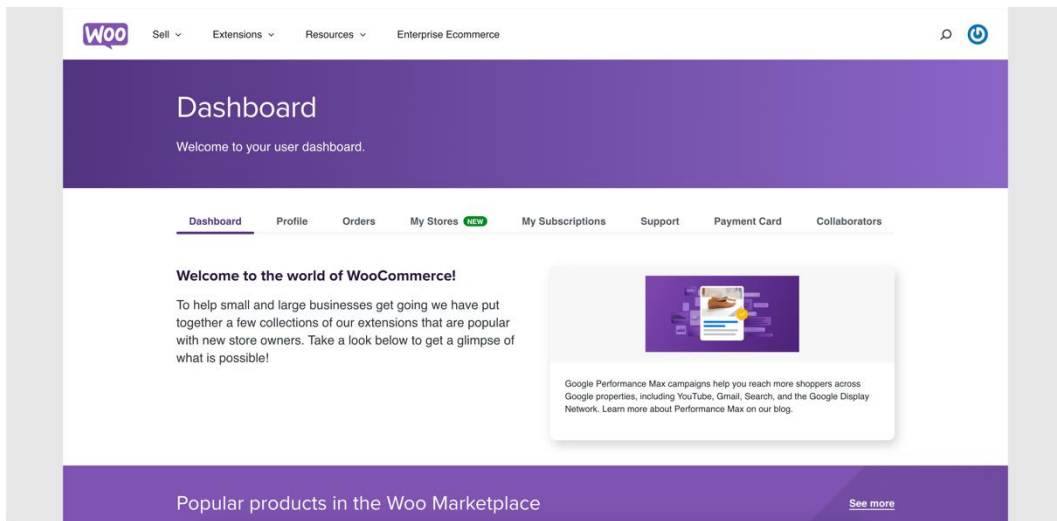 Woo
Sell
Extensions
Resources
Enterprise Ecommerce
Dashboard
Welcome to your user dashboard.
Dashboard
Profile
Orders
My Stores NEW
My Subscriptions
Support
Payment Card
Collaborators
Welcome to the world of WooCommerce!
To help small and large businesses get going we have put
together a few collections of our extensions that are popular
with new store owners. Take a look below to get a glimpse of
what is possible!
Google Performance Max campaigns help you reach more shoppers across
Google properties, including YouTube, Gmail, Search, and the Google Display
Network. Learn more about Performance Max on our blog.
Popular products in the Woo Marketplace
See more